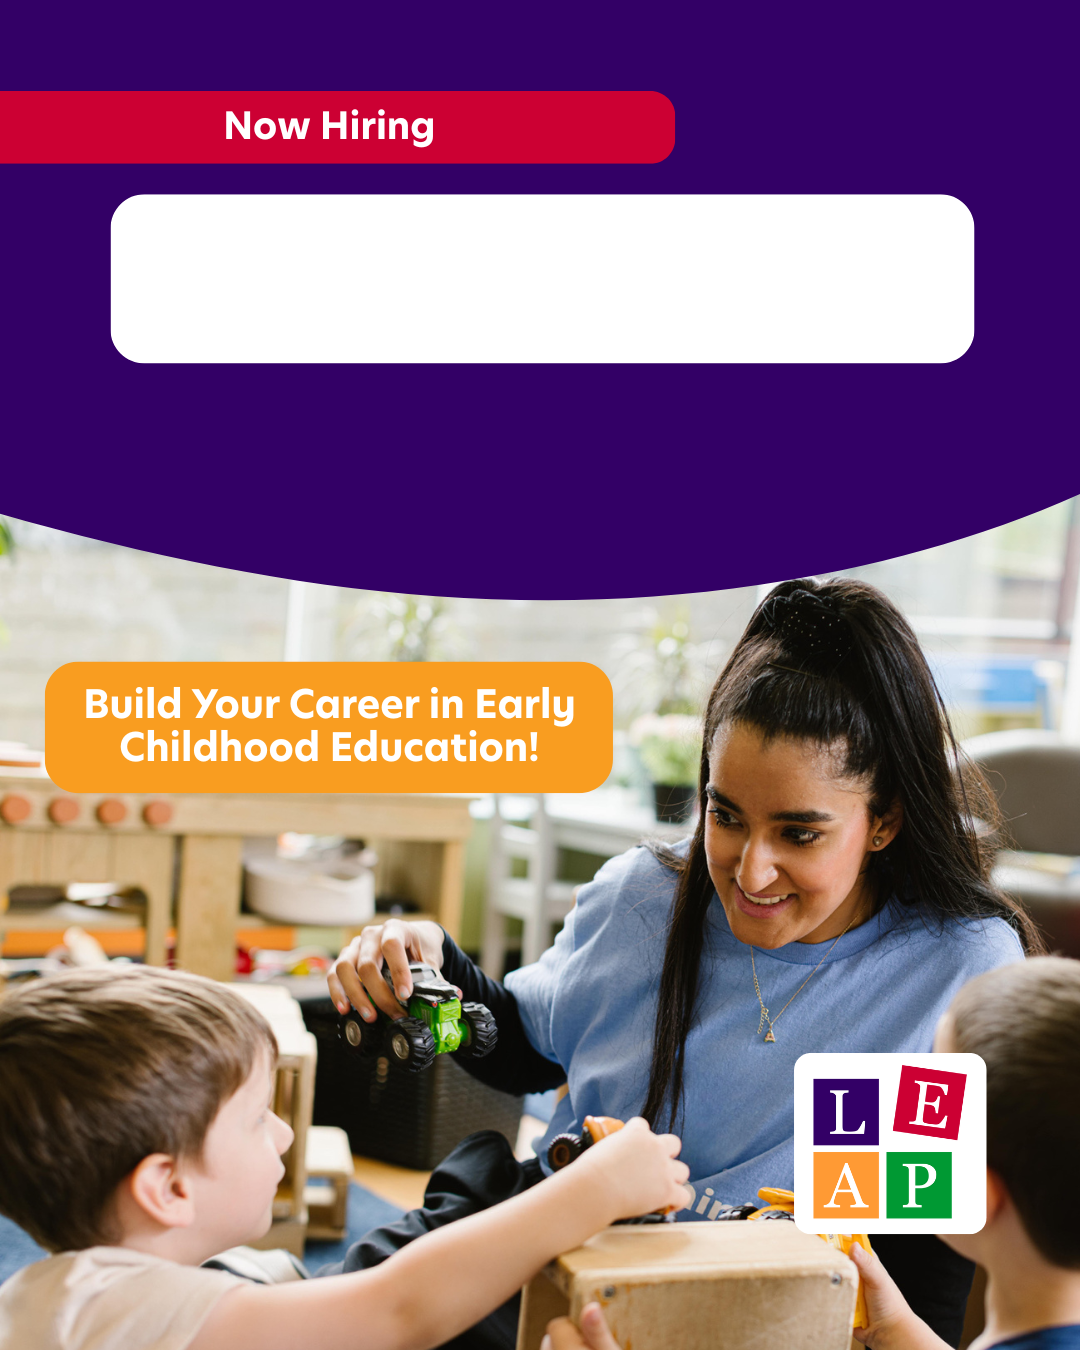 Now Hiring
Build Your Career in Early
Childhood Education!
L E
A P
A